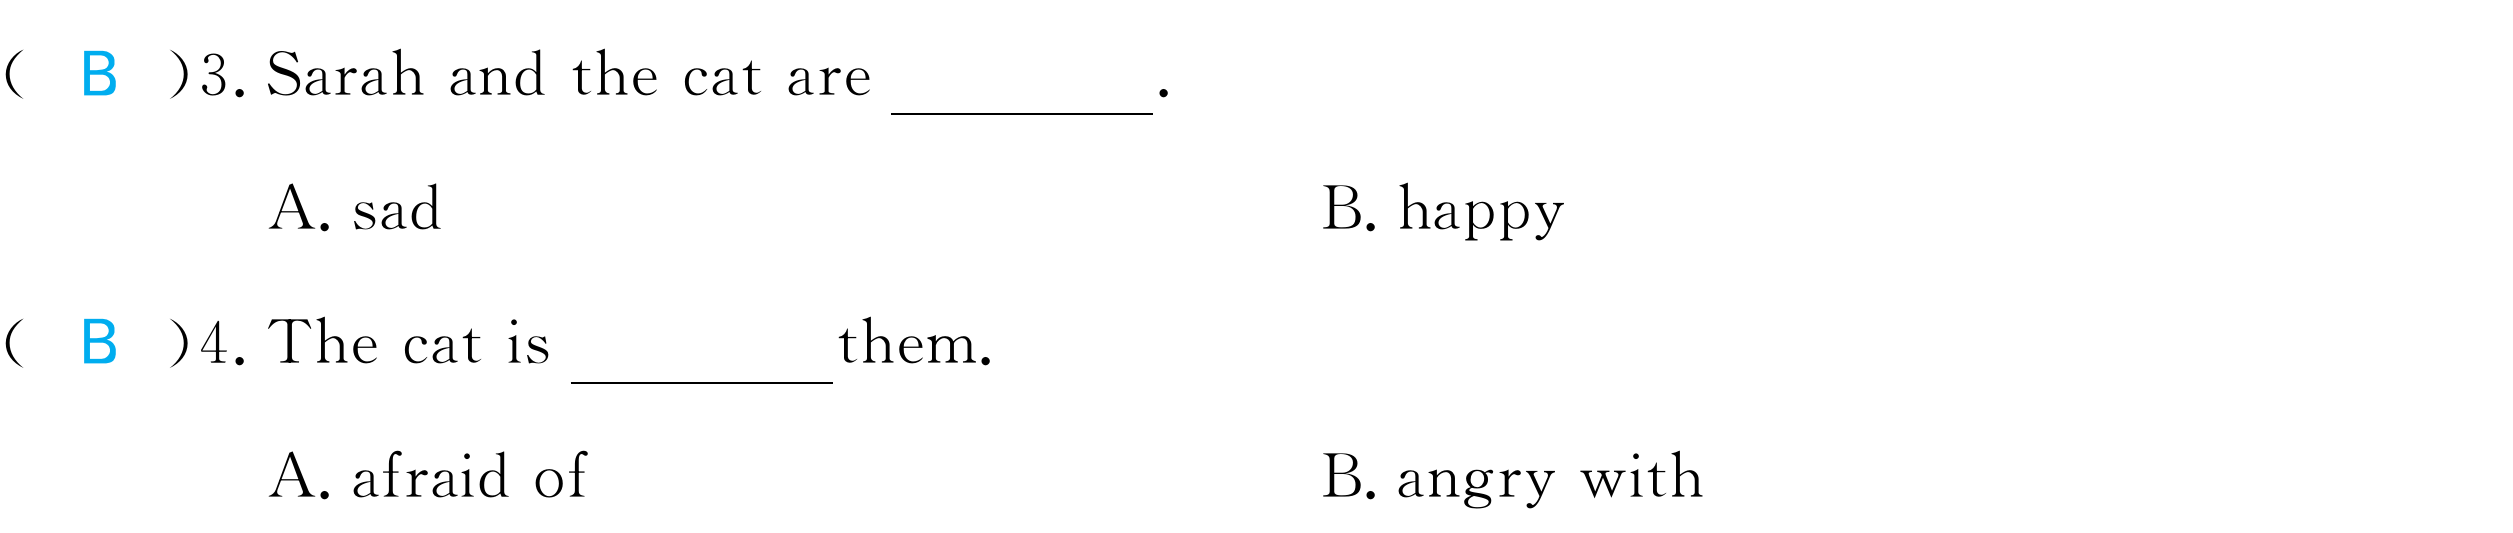 ( B )3. Sarah and the cat are ________.
A. sad B. happy
( B )4. The cat is ________ them.
A. afraid of B. angry with